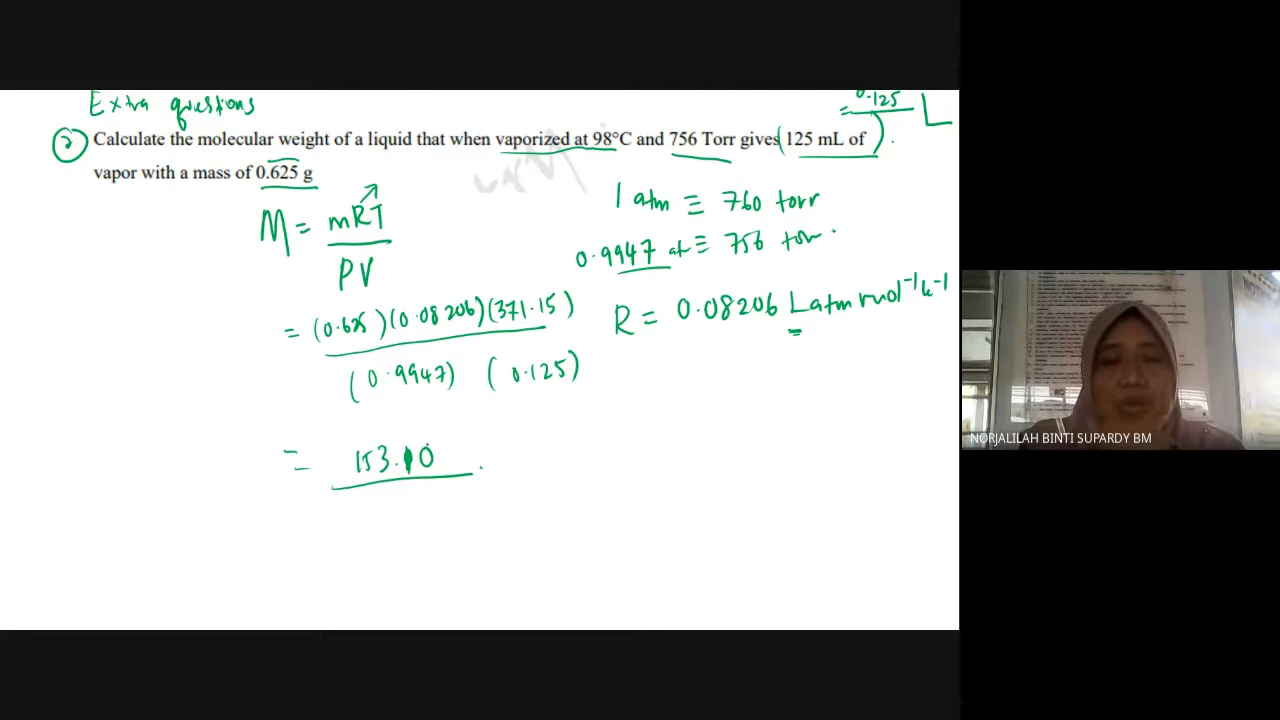 Extra questions
= 0.125 L
② Calculate the molecular weight of a liquid that when vaporized at 98°C and 756 Torr gives (125 mL of) .
vapor with a mass of 0.625 g
M = mRT
PV
1 atm ≡ 760 torr
0.9947 at ≡ 756 torr.
R = 0.08206 L atm mol⁻¹ k⁻¹
= (0.625)(0.08206)(371.15)
(0.9947) (0.125)
= 153.10 .
NORJALILAH BINTI SUPARDY BM